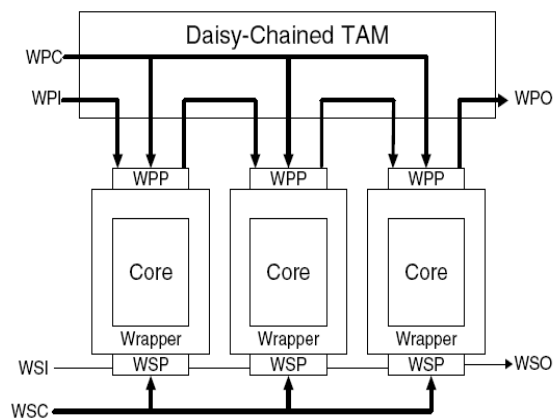 Daisy-Chained TAM
WPC
WPI
WPO
WPP
WPP
WPP
Core
Core
Core
Wrapper
Wrapper
Wrapper
WSI
WSP
WSP
WSP
WSO
WSC